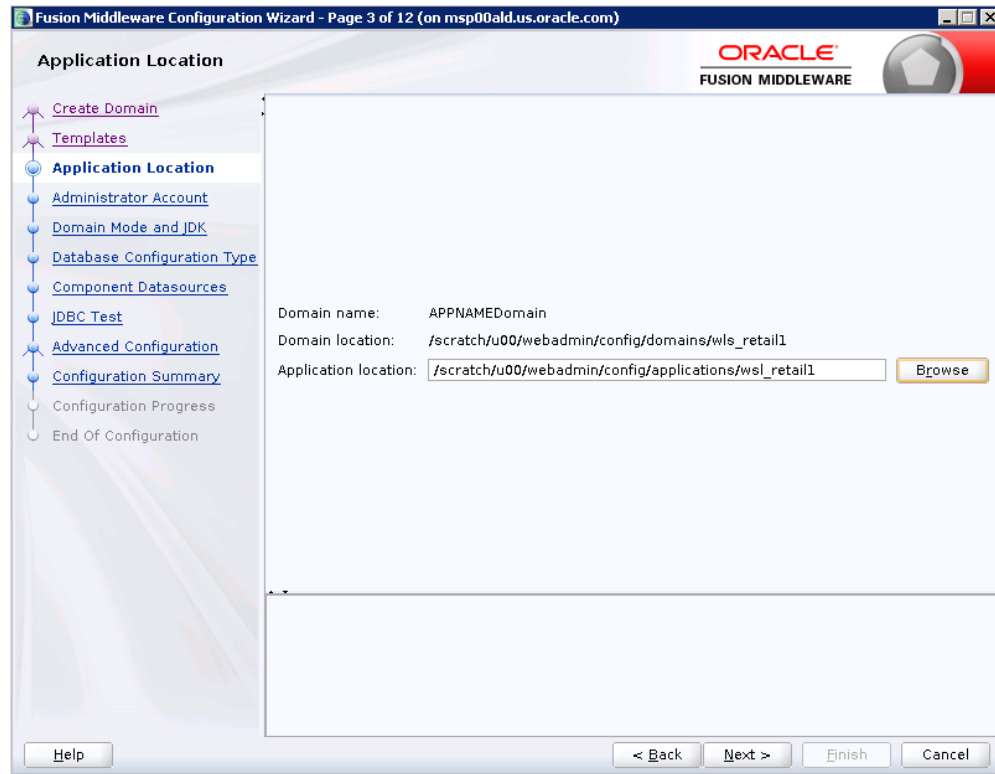 Fusion Middleware Configuration Wizard - Page 3 of 12 (on msp00ald.us.oracle.com)
Application Location
ORACLE
FUSION MIDDLEWARE
Create Domain
Templates
Application Location
Administrator Account
Domain Mode and JDK
Database Configuration Type
Component Datasources
JDBC Test
Advanced Configuration
Configuration Summary
Configuration Progress
End Of Configuration
Domain name: APPNAMEDomain
Domain location: /scratch/u00/webadmin/config/domains/wls_retail1
Application location: /scratch/u00/webadmin/config/applications/wsl_retail1 Browse
Help < Back Next > Finish Cancel